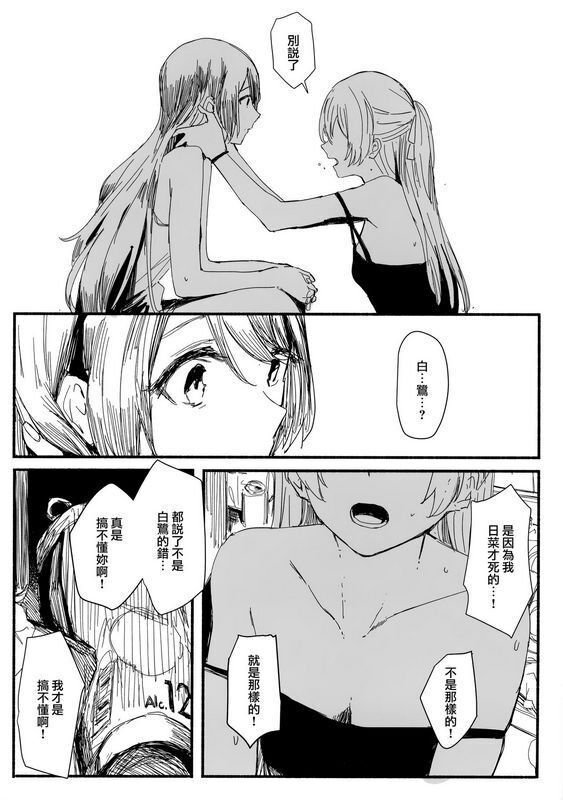 別説了
白…鷺…?
是因為我
日菜才死的…!
不是那樣的!
就是那樣的!
都説了不是
白鷺的錯…
真是
搞不懂妳啊!
我才是
搞不懂啊!
Alc.12